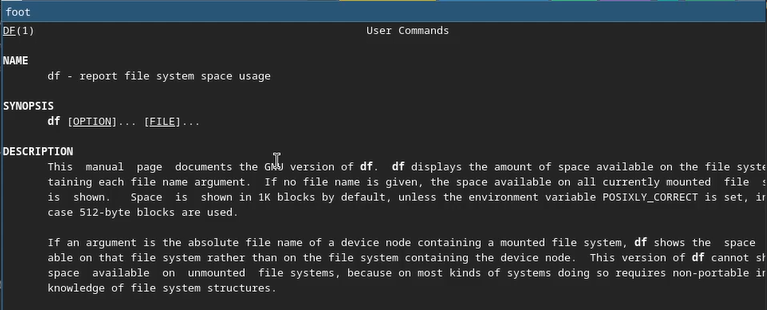 foot
DF(1) User Commands
NAME
df - report file system space usage
SYNOPSIS
df [OPTION]... [FILE]...
DESCRIPTION
This manual page documents the GNU version of df. df displays the amount of space available on the file syste
taining each file name argument. If no file name is given, the space available on all currently mounted file s
is shown. Space is shown in 1K blocks by default, unless the environment variable POSIXLY_CORRECT is set, in
case 512-byte blocks are used.
If an argument is the absolute file name of a device node containing a mounted file system, df shows the space
able on that file system rather than on the file system containing the device node. This version of df cannot sh
space available on unmounted file systems, because on most kinds of systems doing so requires non-portable in
knowledge of file system structures.